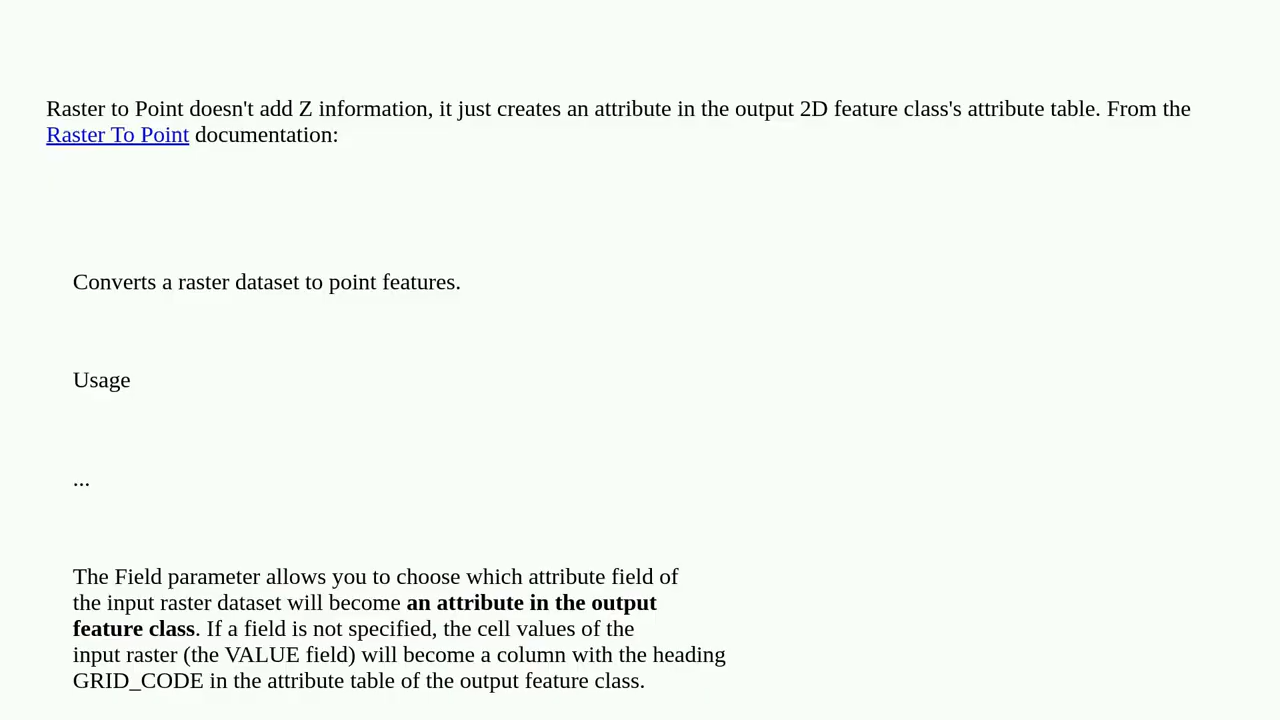 Raster to Point doesn't add Z information, it just creates an attribute in the output 2D feature class's attribute table. From the
Raster To Point documentation:
Converts a raster dataset to point features.
Usage
...
The Field parameter allows you to choose which attribute field of
the input raster dataset will become an attribute in the output
feature class. If a field is not specified, the cell values of the
input raster (the VALUE field) will become a column with the heading
GRID_CODE in the attribute table of the output feature class.